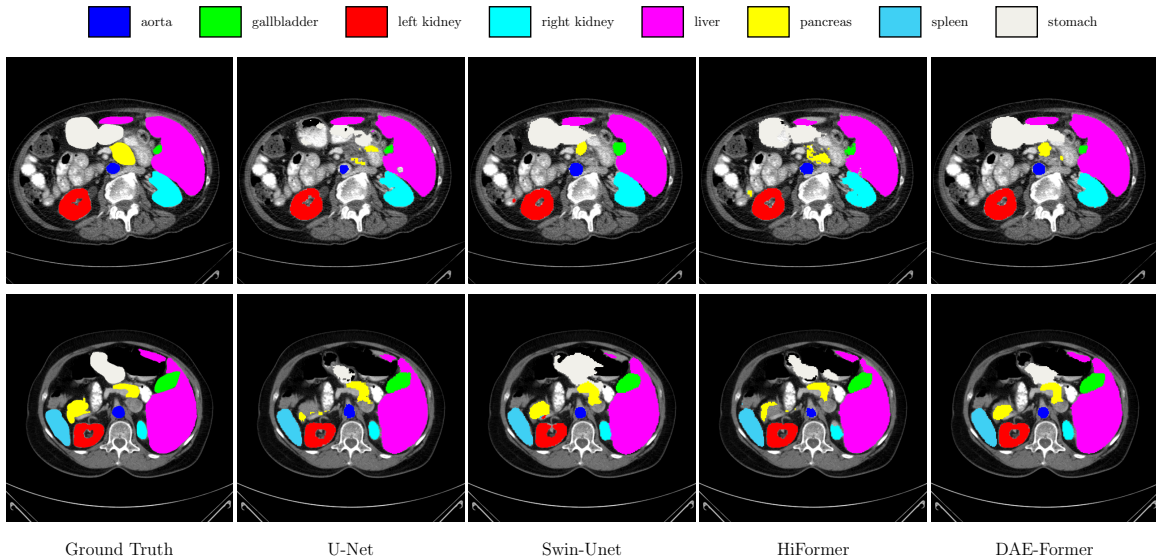 aorta gallbladder left kidney right kidney liver pancreas spleen stomach
Ground Truth U-Net Swin-Unet HiFormer DAE-Former